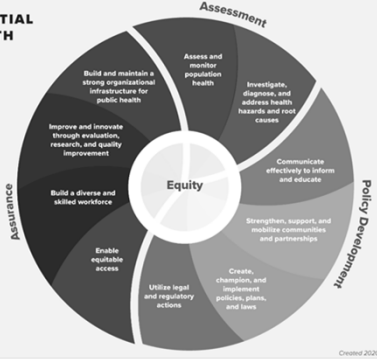 TIAL
TH
Assessment
Assess and
monitor
population
health
Investigate,
diagnose, and
address health
hazards and root
causes
Communicate
effectively to inform
and educate
Policy Development
Strengthen, support, and
mobilize communities
and partnerships
Create,
champion, and
implement
policies, plans,
and laws
Utilize legal
and regulatory
actions
Enable
equitable
access
Assurance
Build a diverse and
skilled workforce
Improve and innovate
through evaluation,
research, and quality
improvement
Build and maintain a
strong organizational
infrastructure for
public health
Equity
Created 2020